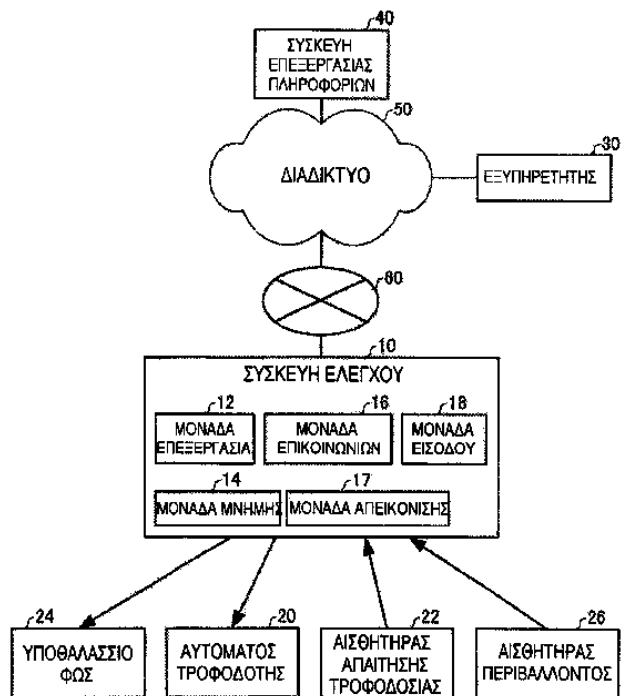 40
ΣΥΣΚΕΥΗ
ΕΠΕΞΕΡΓΑΣΙΑΣ
ΠΛΗΡΟΦΟΡΙΩΝ
50
ΔΙΑΔΙΚΤΥΟ
30
ΕΞΥΠΗΡΕΤΗΤΗΣ
60
10
ΣΥΣΚΕΥΗ ΕΛΕΓΧΟΥ
12
ΜΟΝΑΔΑ
ΕΠΕΞΕΡΓΑΣΙΑ
16
ΜΟΝΑΔΑ
ΕΠΙΚΟΙΝΩΝΙΩΝ
18
ΜΟΝΑΔΑ
ΕΙΣΟΔΟΥ
14
ΜΟΝΑΔΑ ΜΝΗΜΗΣ
17
ΜΟΝΑΔΑ ΑΠΕΙΚΟΝΙΣΗΣ
24
ΥΠΟΘΑΛΑΣΣΙΟ
ΦΩΣ
20
ΑΥΤΟΜΑΤΟΣ
ΤΡΟΦΟΔΟΤΗΣ
22
ΑΙΣΘΗΤΗΡΑΣ
ΑΠΑΙΤΗΣΗΣ
ΤΡΟΦΟΔΟΣΙΑΣ
26
ΑΙΣΘΗΤΗΡΑΣ
ΠΕΡΙΒΑΛΛΟΝΤΟΣ